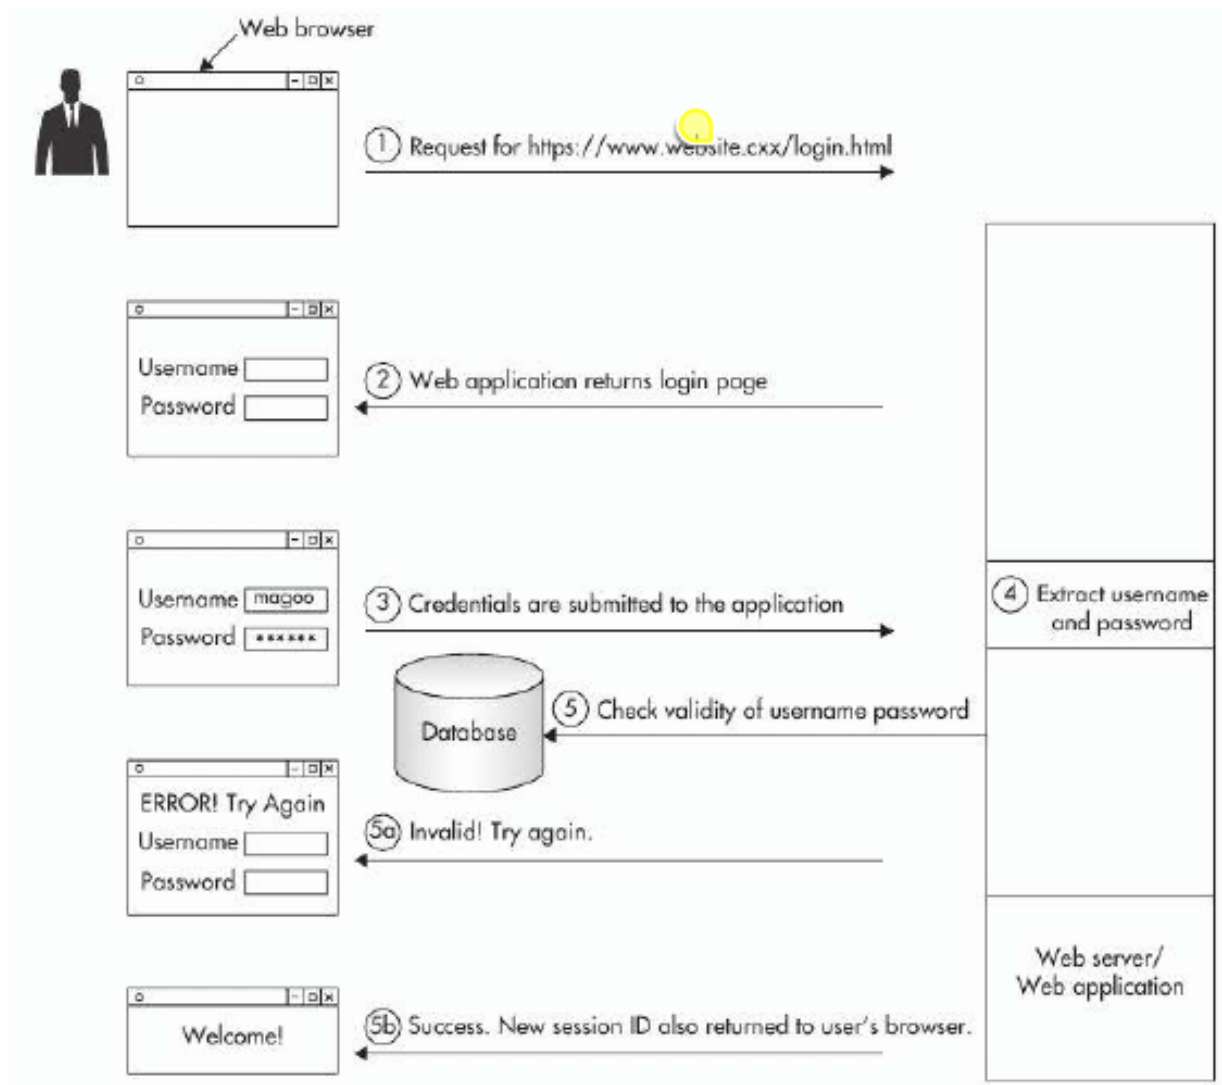 Web browser
① Request for https://www.website.cxx/login.html
Username
Password
② Web application returns login page
Username magoo
Password ******
③ Credentials are submitted to the application
④ Extract username
and password
Database
⑤ Check validity of username password
ERROR! Try Again
Username
Password
5a Invalid! Try again.
Web server/
Web application
Welcome!
5b Success. New session ID also returned to user's browser.